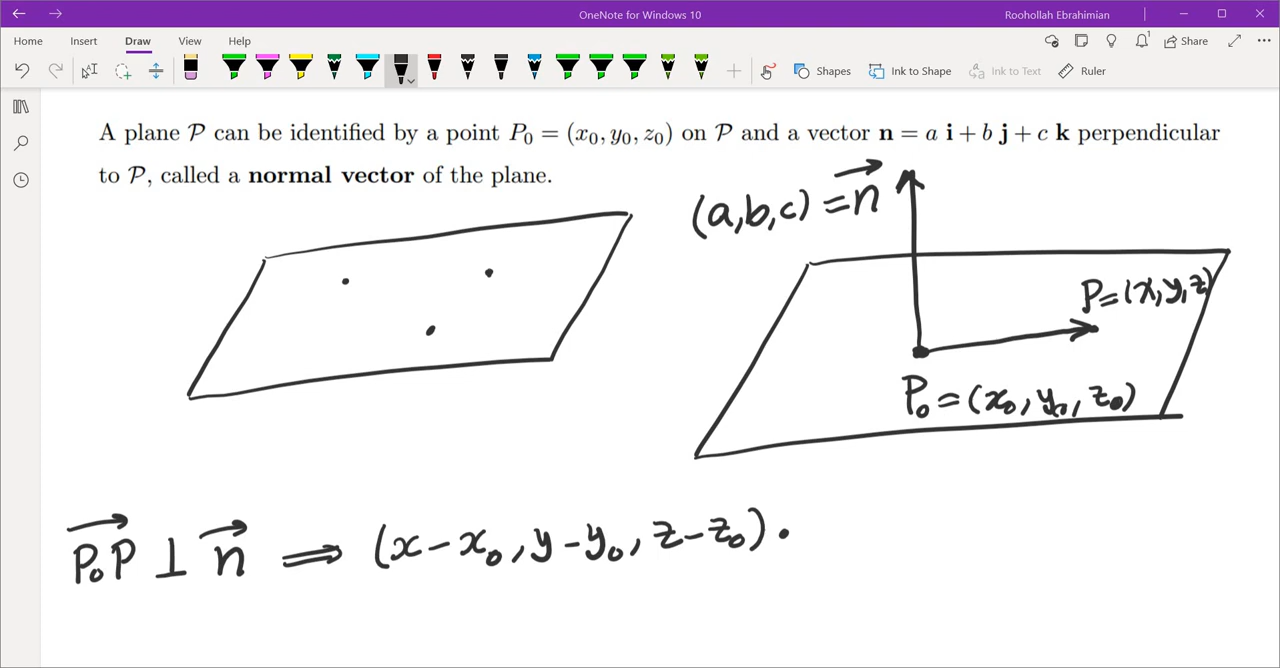 OneNote for Windows 10
Roohollah Ebrahimian
Home Insert Draw View Help
Share
Shapes Ink to Shape Ink to Text Ruler
A plane 𝒫 can be identified by a point P₀ = (x₀, y₀, z₀) on 𝒫 and a vector n = a i + b j + c k perpendicular
to 𝒫, called a normal vector of the plane.
(a,b,c) = n⃗
P=(x,y,z)
P₀=(x₀,y₀,z₀)
P₀P⃗ ⊥ n⃗ ⟹ (x−x₀, y−y₀, z−z₀)·